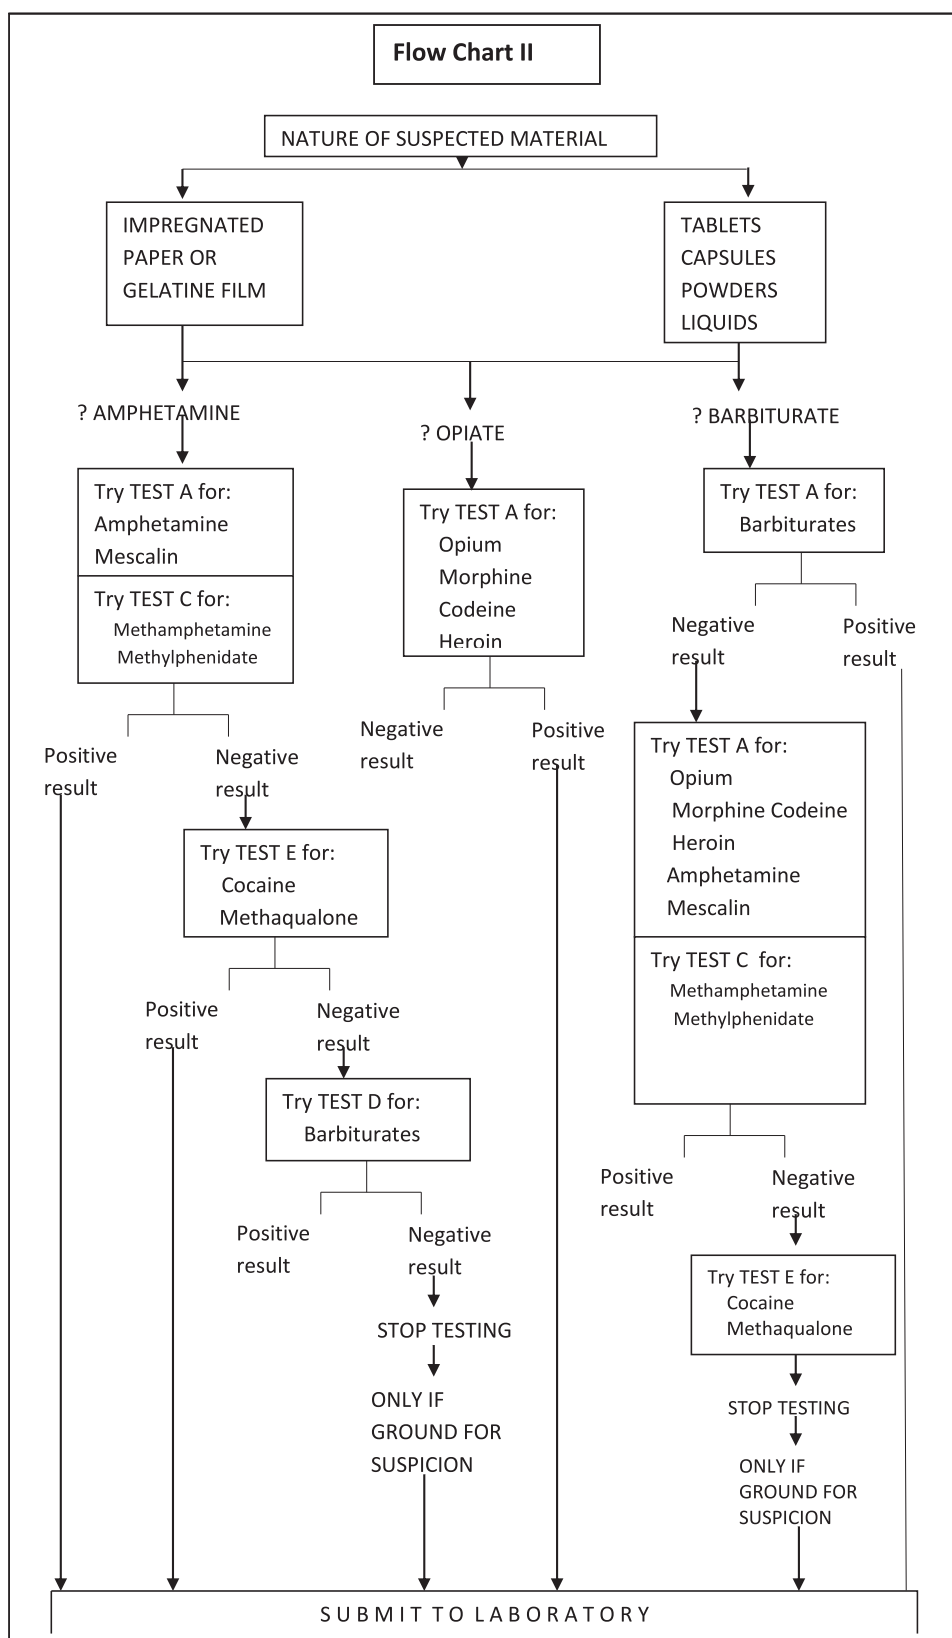 Flow Chart II
NATURE OF SUSPECTED MATERIAL
IMPREGNATED
PAPER OR
GELATINE FILM
TABLETS
CAPSULES
POWDERS
LIQUIDS
? AMPHETAMINE
? OPIATE
? BARBITURATE
Try TEST A for:
Amphetamine
Mescalin
Try TEST C for:
Methamphetamine
Methylphenidate
Positive
result
Negative
result
Try TEST E for:
Cocaine
Methaqualone
Positive
result
Negative
result
Try TEST D for:
Barbiturates
Positive
result
Negative
result
STOP TESTING
ONLY IF
GROUND FOR
SUSPICION
Try TEST A for:
Opium
Morphine
Codeine
Heroin
Negative
result
Positive
result
Try TEST A for:
Barbiturates
Negative
result
Positive
result
Try TEST A for:
Opium
Morphine Codeine
Heroin
Amphetamine
Mescalin
Try TEST C for:
Methamphetamine
Methylphenidate
Positive
result
Negative
result
Try TEST E for:
Cocaine
Methaqualone
STOP TESTING
ONLY IF
GROUND FOR
SUSPICION
SUBMIT TO LABORATORY